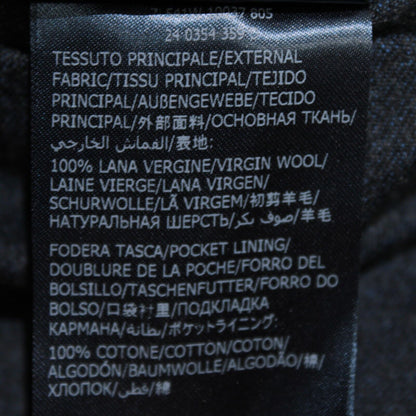 24 0354 359
TESSUTO PRINCIPALE/EXTERNAL
FABRIC/TISSU PRINCIPAL/TEJIDO
PRINCIPAL/AUßENGEWEBE/TECIDO
PRINCIPAL/外部面料/ОСНОВНАЯ ТКАНЬ/
القماش الخارجي/表地:
100% LANA VERGINE/VIRGIN WOOL/
LAINE VIERGE/LANA VIRGEN/
SCHURWOLLE/LÃ VIRGEM/初剪羊毛/
НАТУРАЛЬНАЯ ШЕРСТЬ/صوف بكر/羊毛
FODERA TASCA/POCKET LINING/
DOUBLURE DE LA POCHE/FORRO DEL
BOLSILLO/TASCHENFUTTER/FORRO DO
BOLSO/口袋衬里/ПОДКЛАДКА
КАРМАНА/بطانة/ポケットライニング:
100% COTONE/COTTON/COTON/
ALGODÓN/BAUMWOLLE/ALGODÃO/棉/
ХЛОПОК/قطن/綿